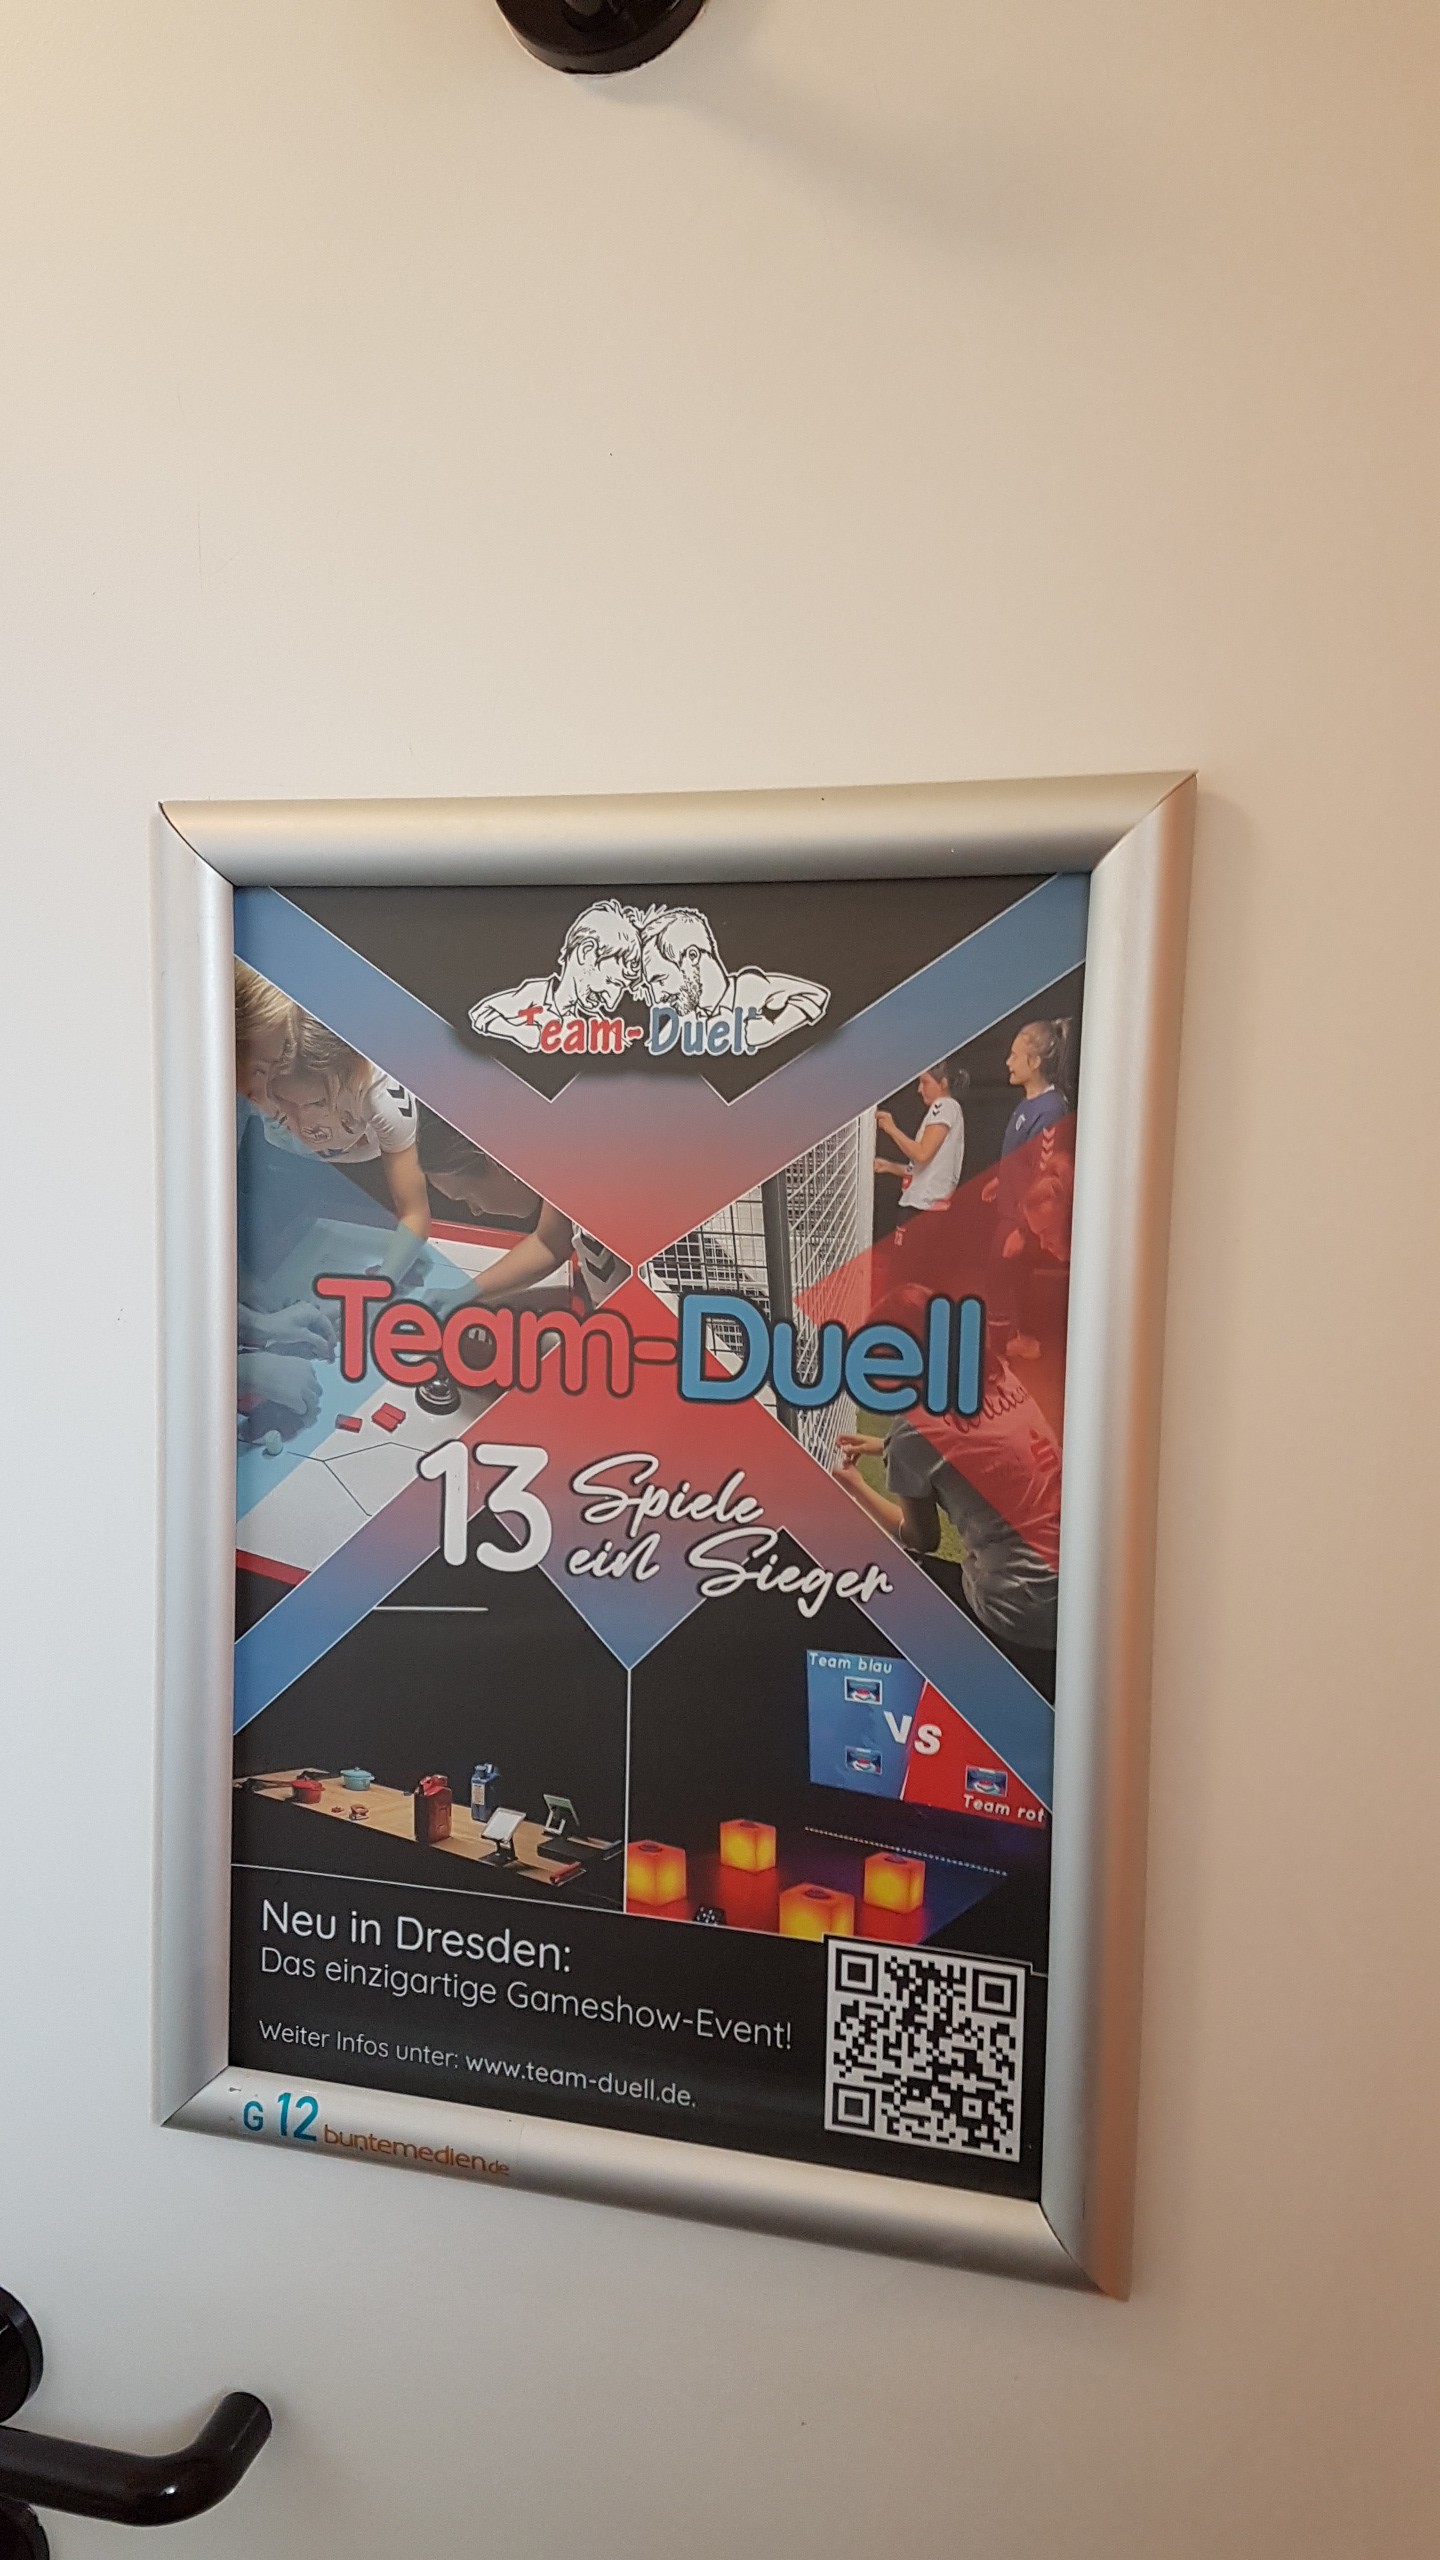 Team-Duell
Team-Duell
13 Spiele
ein Sieger
Team blau
VS
Team rot
Neu in Dresden:
Das einzigartige Gameshow-Event!
Weiter Infos unter: www.team-duell.de.
G 12 buntemedien.de